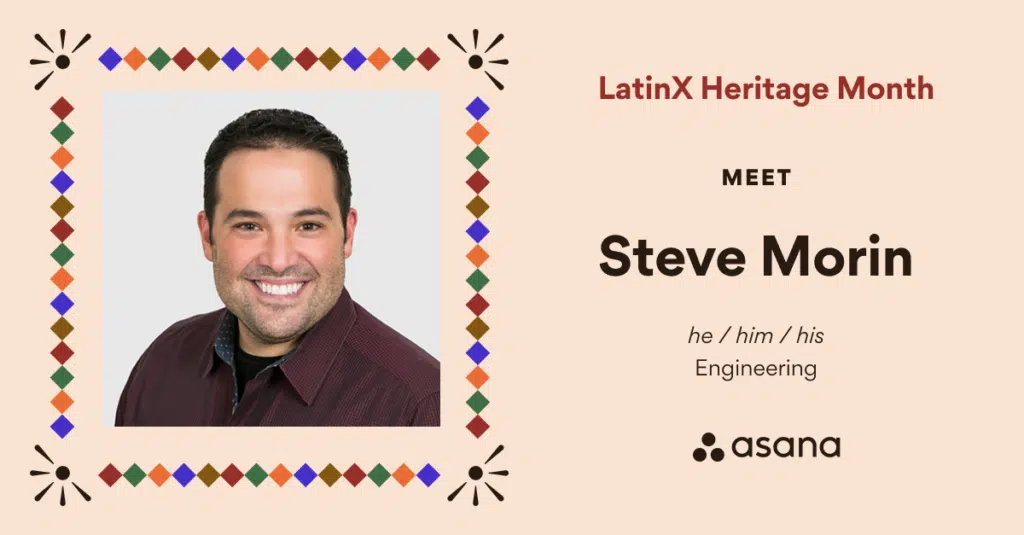 LatinX Heritage Month
MEET
Steve Morin
he / him / his
Engineering
asana